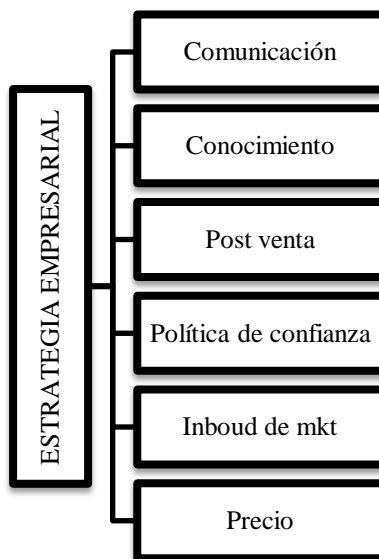 ESTRATEGIA EMPRESARIAL
Comunicación
Conocimiento
Post venta
Política de confianza
Inboud de mkt
Precio